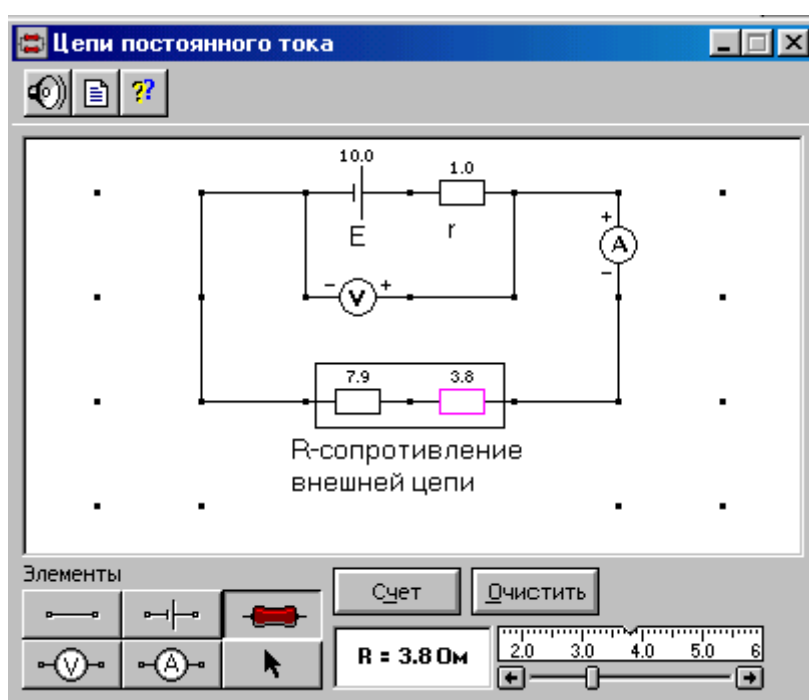 Цепи постоянного тока
??
10.0
1.0
E
r
+
A
-
- V +
7.9 3.8
R-сопротивление
внешней цепи
Элементы
Счет Очистить
V A
R = 3.8 Ом
2.0 3.0 4.0 5.0 6